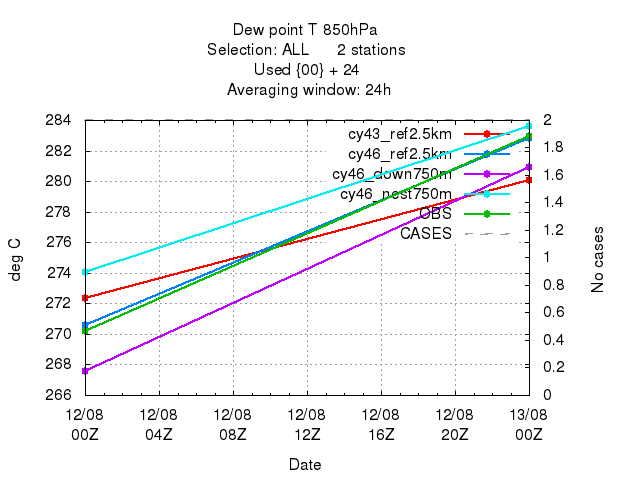 Dew point T 850hPa
Selection: ALL 2 stations
Used {00} + 24
Averaging window: 24h
284
282
280
278
276
274
272
270
268
266
deg C
2
1.8
1.6
1.4
1.2
1
0.8
0.6
0.4
0.2
0
No cases
cy43_ref2.5km
cy46_ref2.5km
cy46_down750m
cy46_nest750m
OBS
CASES
12/08 12/08 12/08 12/08 12/08 12/08 13/08
00Z 04Z 08Z 12Z 16Z 20Z 00Z
Date